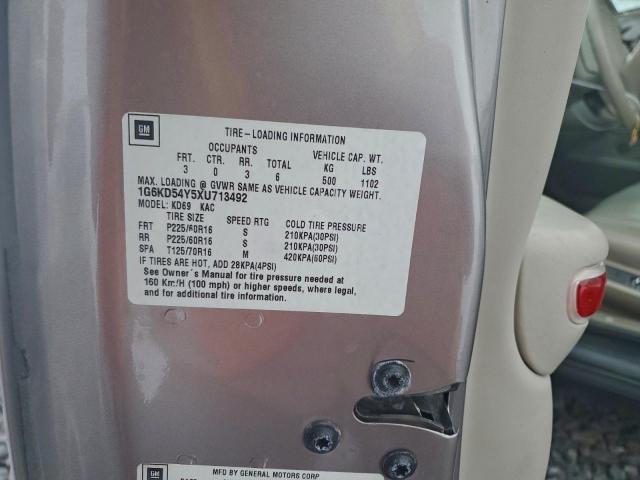 GM
TIRE-LOADING INFORMATION
OCCUPANTS VEHICLE CAP. WT.
FRT. CTR. RR. TOTAL KG LBS
3 0 3 6 500 1102
MAX. LOADING @ GVWR SAME AS VEHICLE CAPACITY WEIGHT.
1G6KD54Y5XU713492
MODEL: KD69 KAC
TIRE SIZE SPEED RTG COLD TIRE PRESSURE
FRT P225/60R16 S 210KPA(30PSI)
RR P225/60R16 S 210KPA(30PSI)
SPA T125/70R16 M 420KPA(60PSI)
IF TIRES ARE HOT, ADD 28KPA(4PSI)
See Owner's Manual for tire pressure needed at
160 Km/H (100 mph) or higher speeds, where legal,
and for additional tire information.
GM
MFD BY GENERAL MOTORS CORP